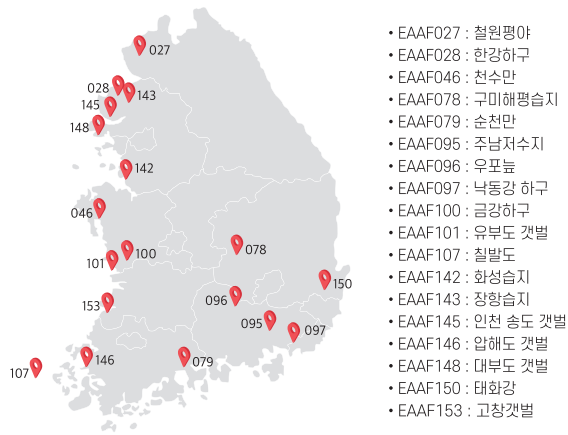 027
028
143
145
148
142
046
078
100
101
150
096
153
095
097
146
079
107
• EAAF027 : 철원평야
• EAAF028 : 한강하구
• EAAF046 : 천수만
• EAAF078 : 구미해평습지
• EAAF079 : 순천만
• EAAF095 : 주남저수지
• EAAF096 : 우포늪
• EAAF097 : 낙동강 하구
• EAAF100 : 금강하구
• EAAF101 : 유부도 갯벌
• EAAF107 : 칠발도
• EAAF142 : 화성습지
• EAAF143 : 장항습지
• EAAF145 : 인천 송도 갯벌
• EAAF146 : 압해도 갯벌
• EAAF148 : 대부도 갯벌
• EAAF150 : 태화강
• EAAF153 : 고창갯벌